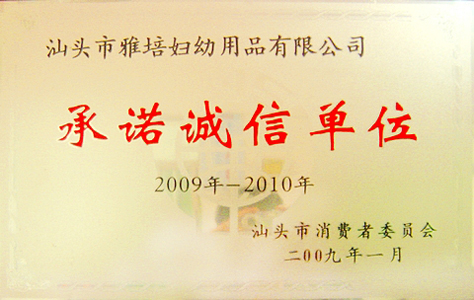 汕头市雅培妇幼用品有限公司
承诺诚信单位
2009年-2010年
汕头市消费者委员会
二00九年一月